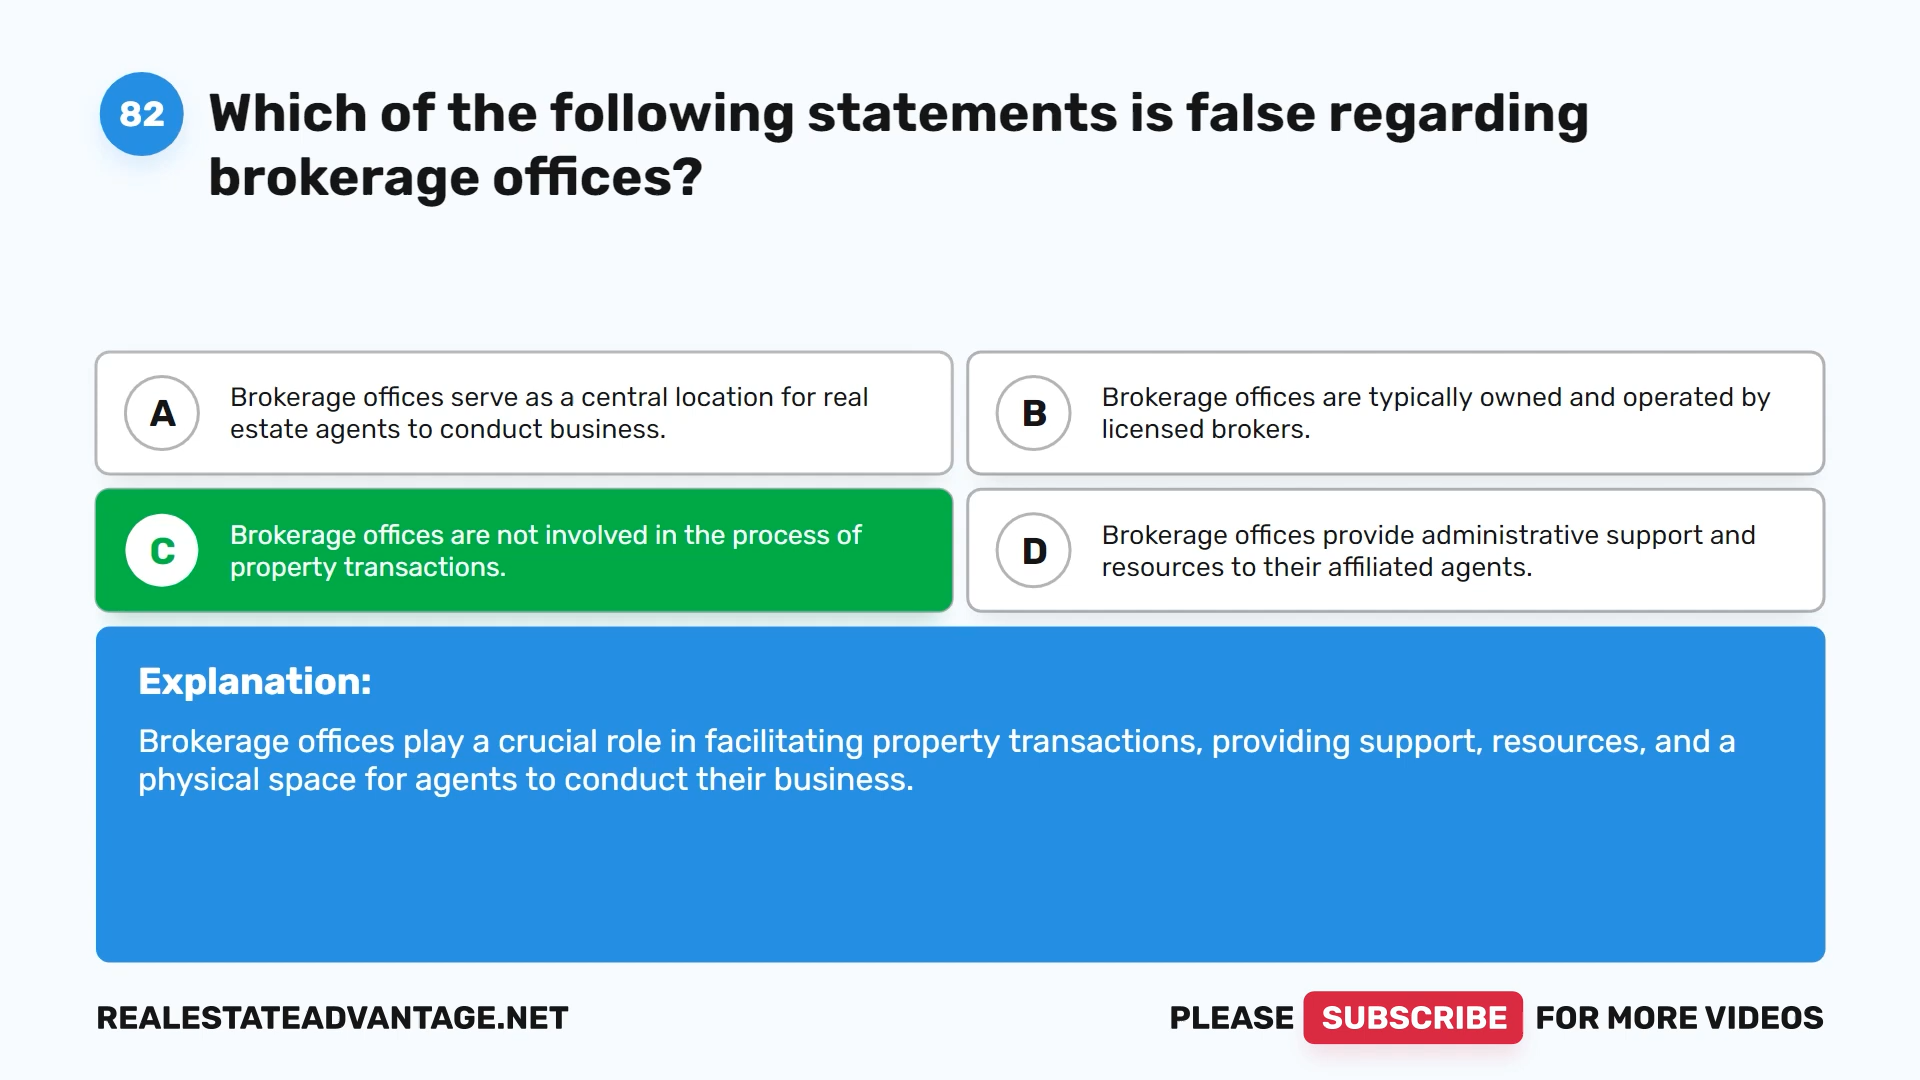 82
Which of the following statements is false regarding
brokerage offices?
A
Brokerage offices serve as a central location for real
estate agents to conduct business.
B
Brokerage offices are typically owned and operated by
licensed brokers.
C
Brokerage offices are not involved in the process of
property transactions.
D
Brokerage offices provide administrative support and
resources to their affiliated agents.
Explanation:
Brokerage offices play a crucial role in facilitating property transactions, providing support, resources, and a
physical space for agents to conduct their business.
REALESTATEADVANTAGE.NET
PLEASE SUBSCRIBE FOR MORE VIDEOS